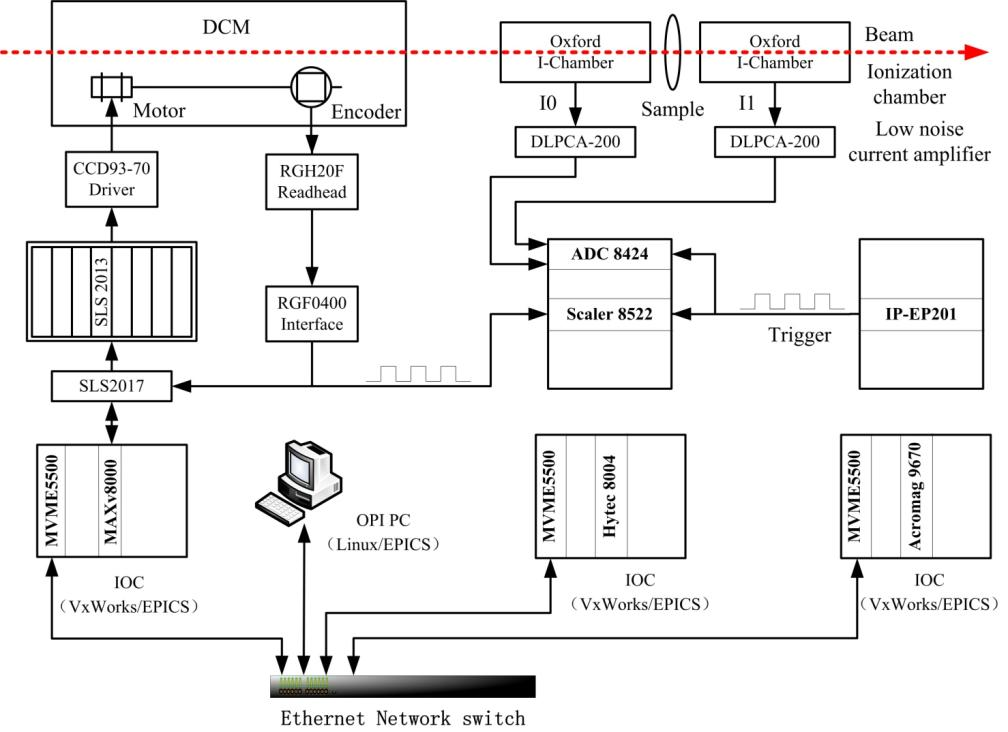 DCM
Motor
Encoder
Oxford
I-Chamber
Oxford
I-Chamber
Beam
Ionization
chamber
I0
Sample
I1
DLPCA-200
DLPCA-200
Low noise
current amplifier
CCD93-70
Driver
RGH20F
Readhead
SLS 2013
RGF0400
Interface
ADC 8424
Scaler 8522
IP-EP201
Trigger
SLS2017
MVME5500
MAXv8000
OPI PC
（Linux/EPICS）
MVME5500
Hytec 8004
MVME5500
Acromag 9670
IOC
（VxWorks/EPICS）
IOC
（VxWorks/EPICS）
IOC
（VxWorks/EPICS）
Ethernet Network switch